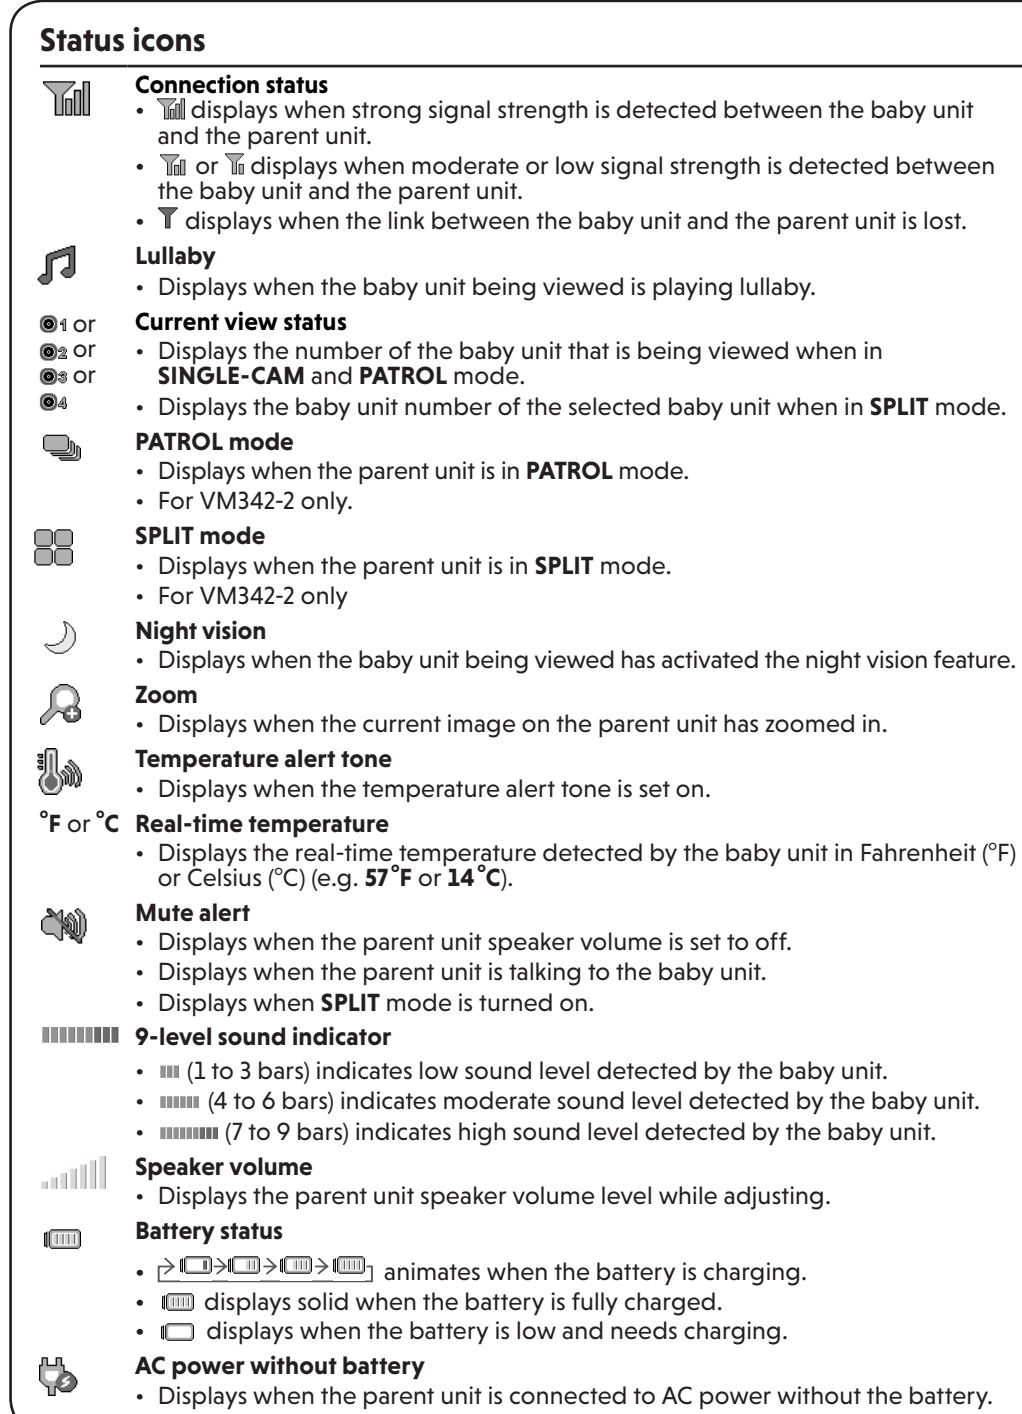 Status icons
Connection status
• displays when strong signal strength is detected between the baby unit
and the parent unit.
• or displays when moderate or low signal strength is detected between
the baby unit and the parent unit.
• displays when the link between the baby unit and the parent unit is lost.
Lullaby
• Displays when the baby unit being viewed is playing lullaby.
1 or
2 or
3 or
4
Current view status
• Displays the number of the baby unit that is being viewed when in
SINGLE-CAM and PATROL mode.
• Displays the baby unit number of the selected baby unit when in SPLIT mode.
PATROL mode
• Displays when the parent unit is in PATROL mode.
• For VM342-2 only.
SPLIT mode
• Displays when the parent unit is in SPLIT mode.
• For VM342-2 only
Night vision
• Displays when the baby unit being viewed has activated the night vision feature.
Zoom
• Displays when the current image on the parent unit has zoomed in.
Temperature alert tone
• Displays when the temperature alert tone is set on.
°F or °C Real-time temperature
• Displays the real-time temperature detected by the baby unit in Fahrenheit (°F)
or Celsius (°C) (e.g. 57°F or 14°C).
Mute alert
• Displays when the parent unit speaker volume is set to off.
• Displays when the parent unit is talking to the baby unit.
• Displays when SPLIT mode is turned on.
9-level sound indicator
• (1 to 3 bars) indicates low sound level detected by the baby unit.
• (4 to 6 bars) indicates moderate sound level detected by the baby unit.
• (7 to 9 bars) indicates high sound level detected by the baby unit.
Speaker volume
• Displays the parent unit speaker volume level while adjusting.
Battery status
• animates when the battery is charging.
• displays solid when the battery is fully charged.
• displays when the battery is low and needs charging.
AC power without battery
• Displays when the parent unit is connected to AC power without the battery.